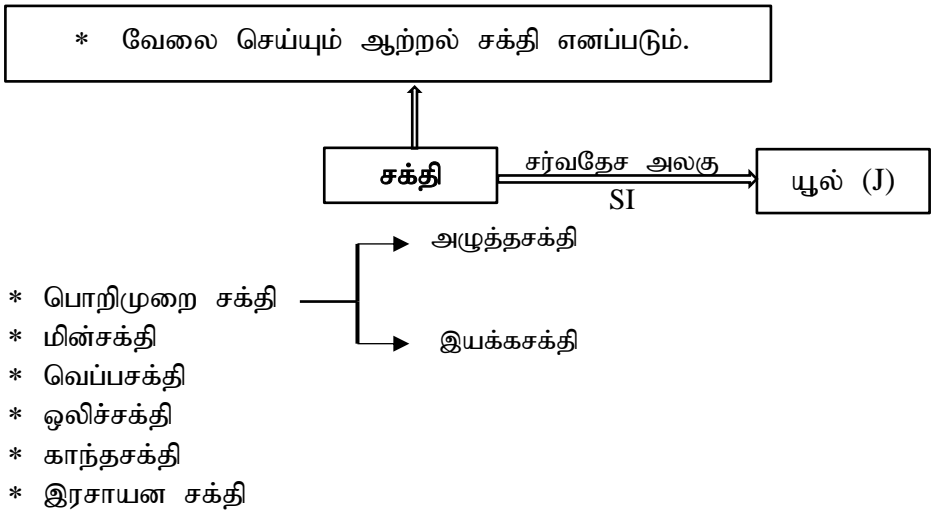 * வேலை செய்யும் ஆற்றல் சக்தி எனப்படும்.
சக்தி
சர்வதேச அலகு
SI
யூல் (J)
அழுத்தசக்தி
* பொறிமுறை சக்தி
இயக்கசக்தி
* மின்சக்தி
* வெப்பசக்தி
* ஒலிச்சக்தி
* காந்தசக்தி
* இரசாயன சக்தி